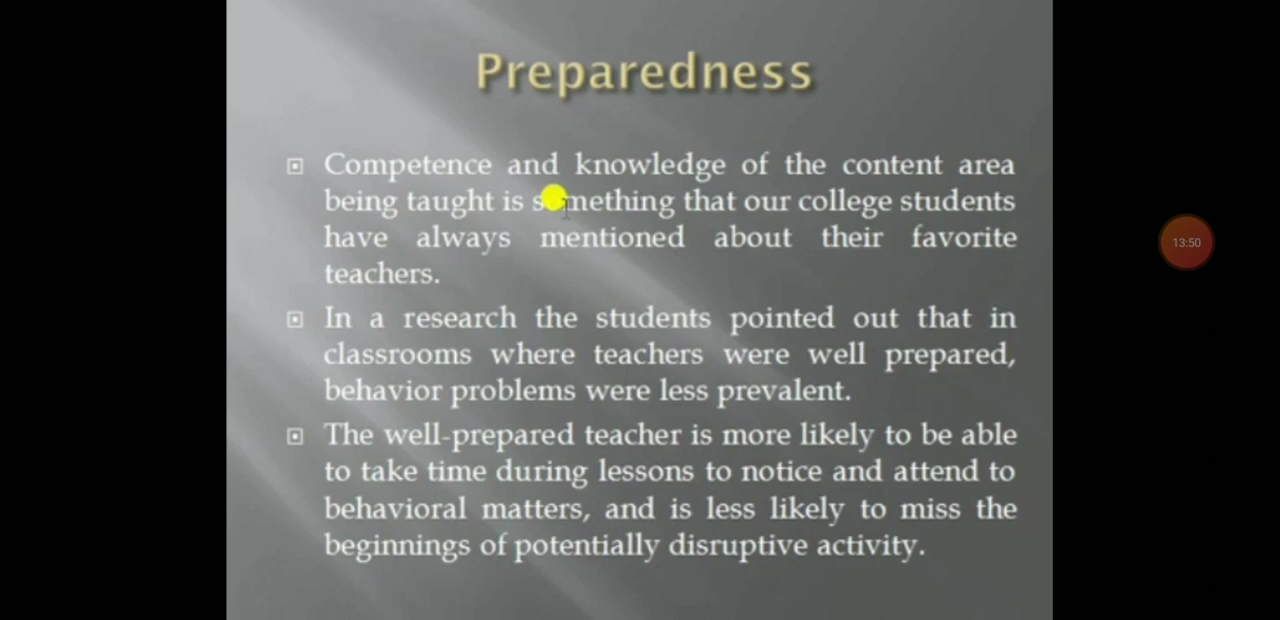 Preparedness
Competence and knowledge of the content area
being taught is something that our college students
have always mentioned about their favorite
teachers.
In a research the students pointed out that in
classrooms where teachers were well prepared,
behavior problems were less prevalent.
The well-prepared teacher is more likely to be able
to take time during lessons to notice and attend to
behavioral matters, and is less likely to miss the
beginnings of potentially disruptive activity.
13:50